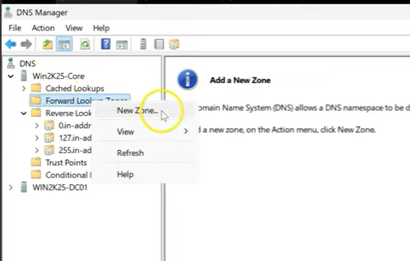 DNS Manager
File Action View Help
DNS
Win2K25-Core
Cached Lookups
Forward Lookup Zones
Reverse Look
0.in-addr
127.in-ad
255.in-ad
Trust Points
Conditional
WIN2K25-DC01
New Zone...
View
Refresh
Help
Add a New Zone
omain Name System (DNS) allows a DNS namespace to be d
d a new zone, on the Action menu, click New Zone.